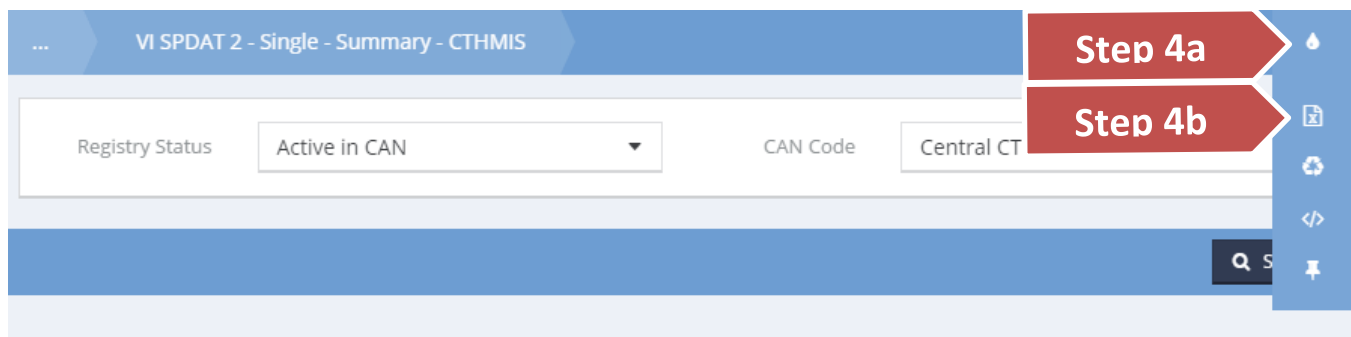 ... VI SPDAT 2 - Single - Summary - CTHMIS
Step 4a
Step 4b
Registry Status Active in CAN CAN Code Central CT
S